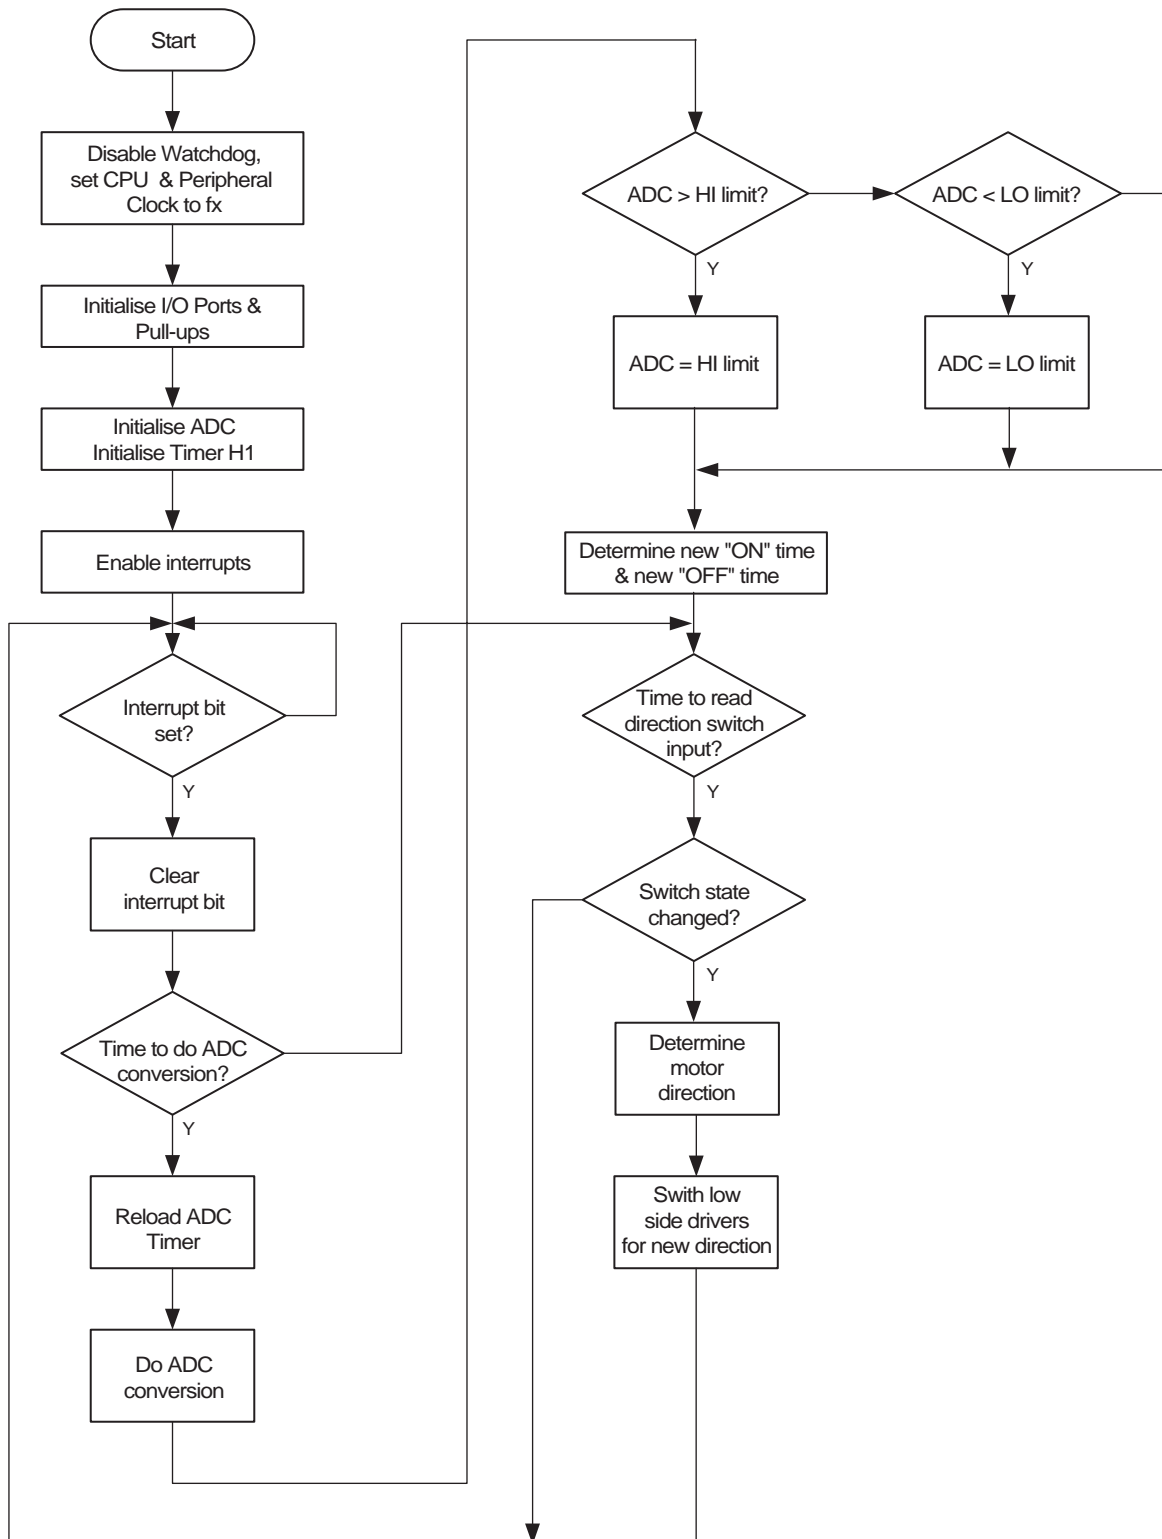 Start
Disable Watchdog,
set CPU & Peripheral
Clock to fx
Initialise I/O Ports &
Pull-ups
Initialise ADC
Initialise Timer H1
Enable interrupts
Interrupt bit
set?
Y
Clear
interrupt bit
Time to do ADC
conversion?
Y
Reload ADC
Timer
Do ADC
conversion
ADC > HI limit?
Y
ADC < LO limit?
Y
ADC = HI limit
ADC = LO limit
Determine new "ON" time
& new "OFF" time
Time to read
direction switch
input?
Y
Switch state
changed?
Y
Determine
motor
direction
Swith low
side drivers
for new direction